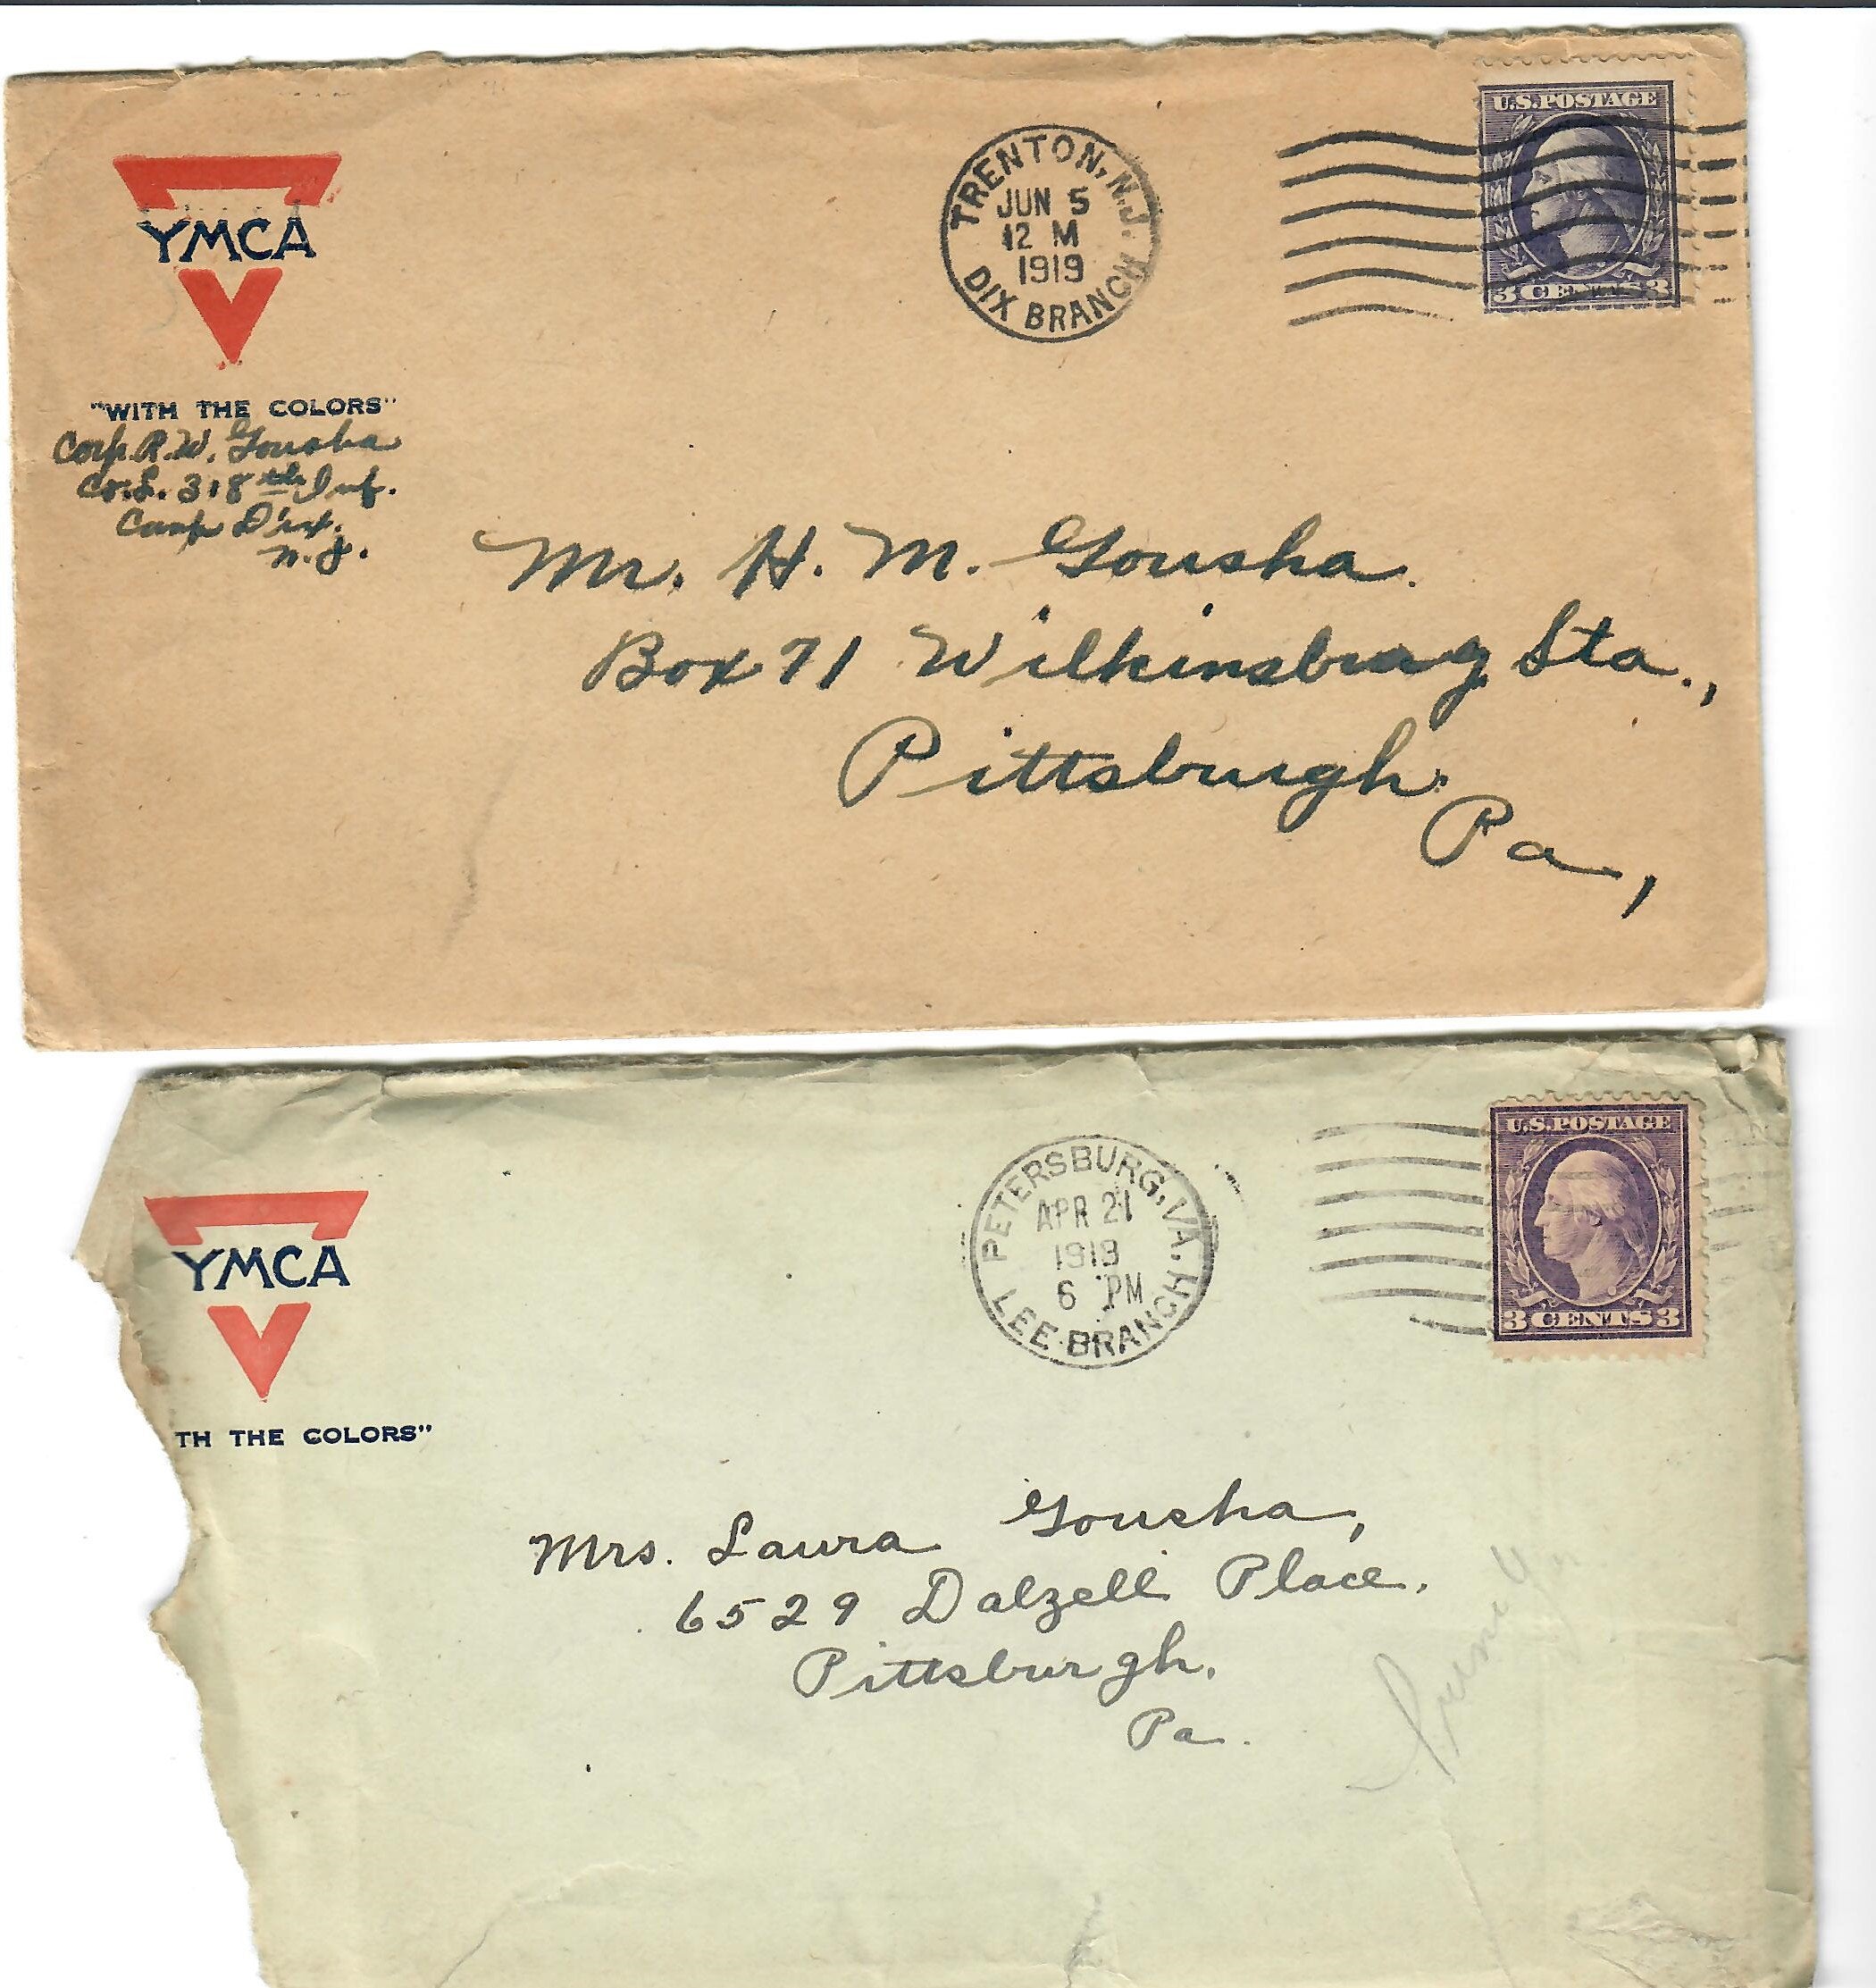 YMCA
"WITH THE COLORS"
Corp. R.W. Gousha
Co. L. 318th Inf.
Camp Dix.
N.J.
TRENTON, N.J.
JUN 5
12 M
1919
DIX BRANCH
U.S. POSTAGE
3 CENTS 3
Mr. H. M. Gousha.
Box 71 Wilkinsburg Sta.,
Pittsburgh
Pa,
YMCA
TH THE COLORS"
PETERSBURG, VA.
APR 21
1919
6 PM
LEE BRANCH
U.S. POSTAGE
3 CENTS 3
Mrs. Laura Gousha,
6529 Dalzell Place.
Pittsburgh.
Pa.